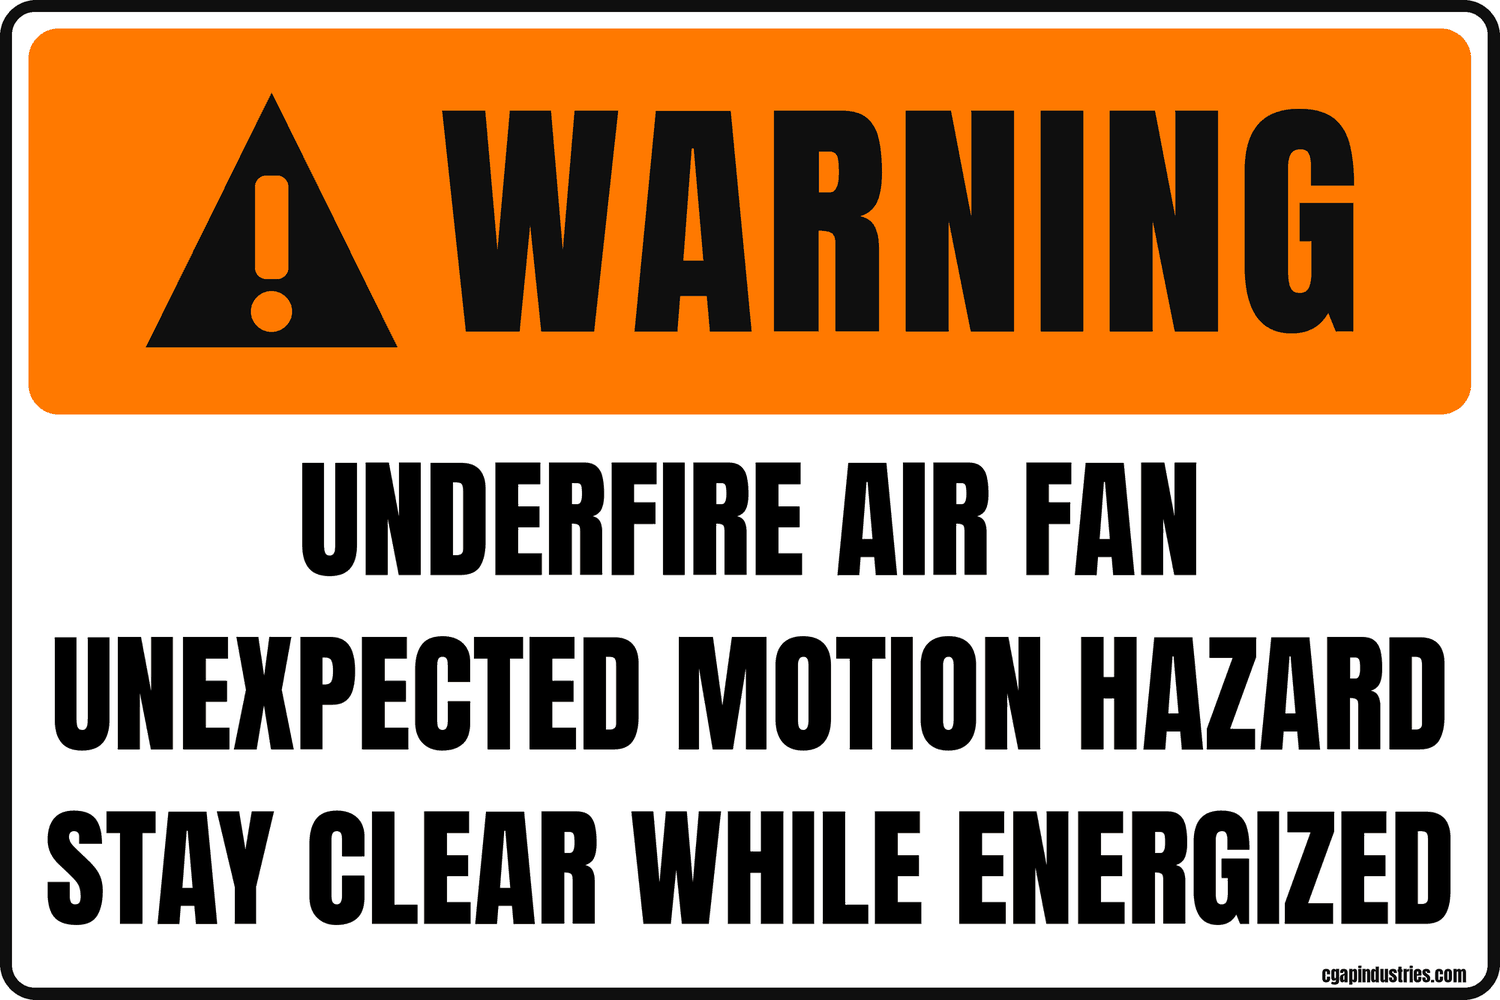 WARNING
UNDERFIRE AIR FAN
UNEXPECTED MOTION HAZARD
STAY CLEAR WHILE ENERGIZED
cgapindustries.com